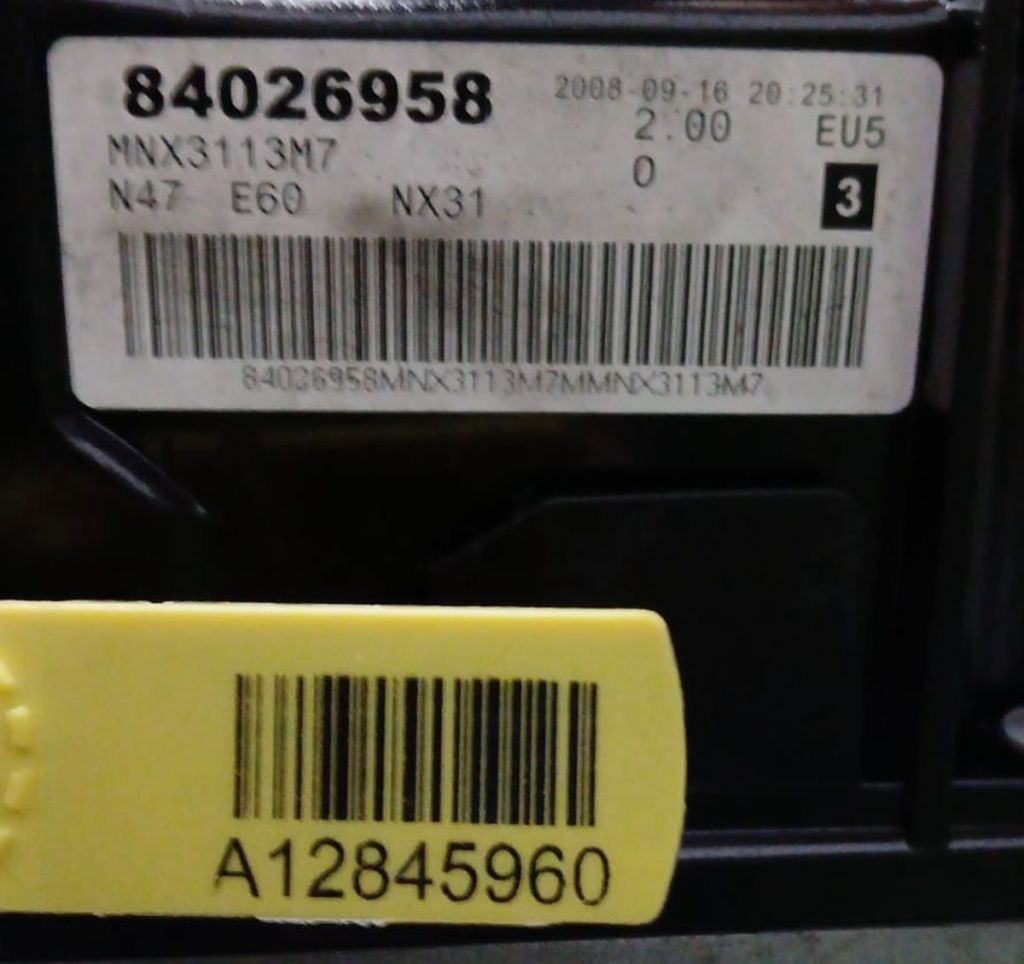 84026958 2008-09-16 20:25:31
MNX3113M7 2.00 EU5
N47 E60 NX31 0 3
84026958MNX3113M7MMNX3113M7
A12845960